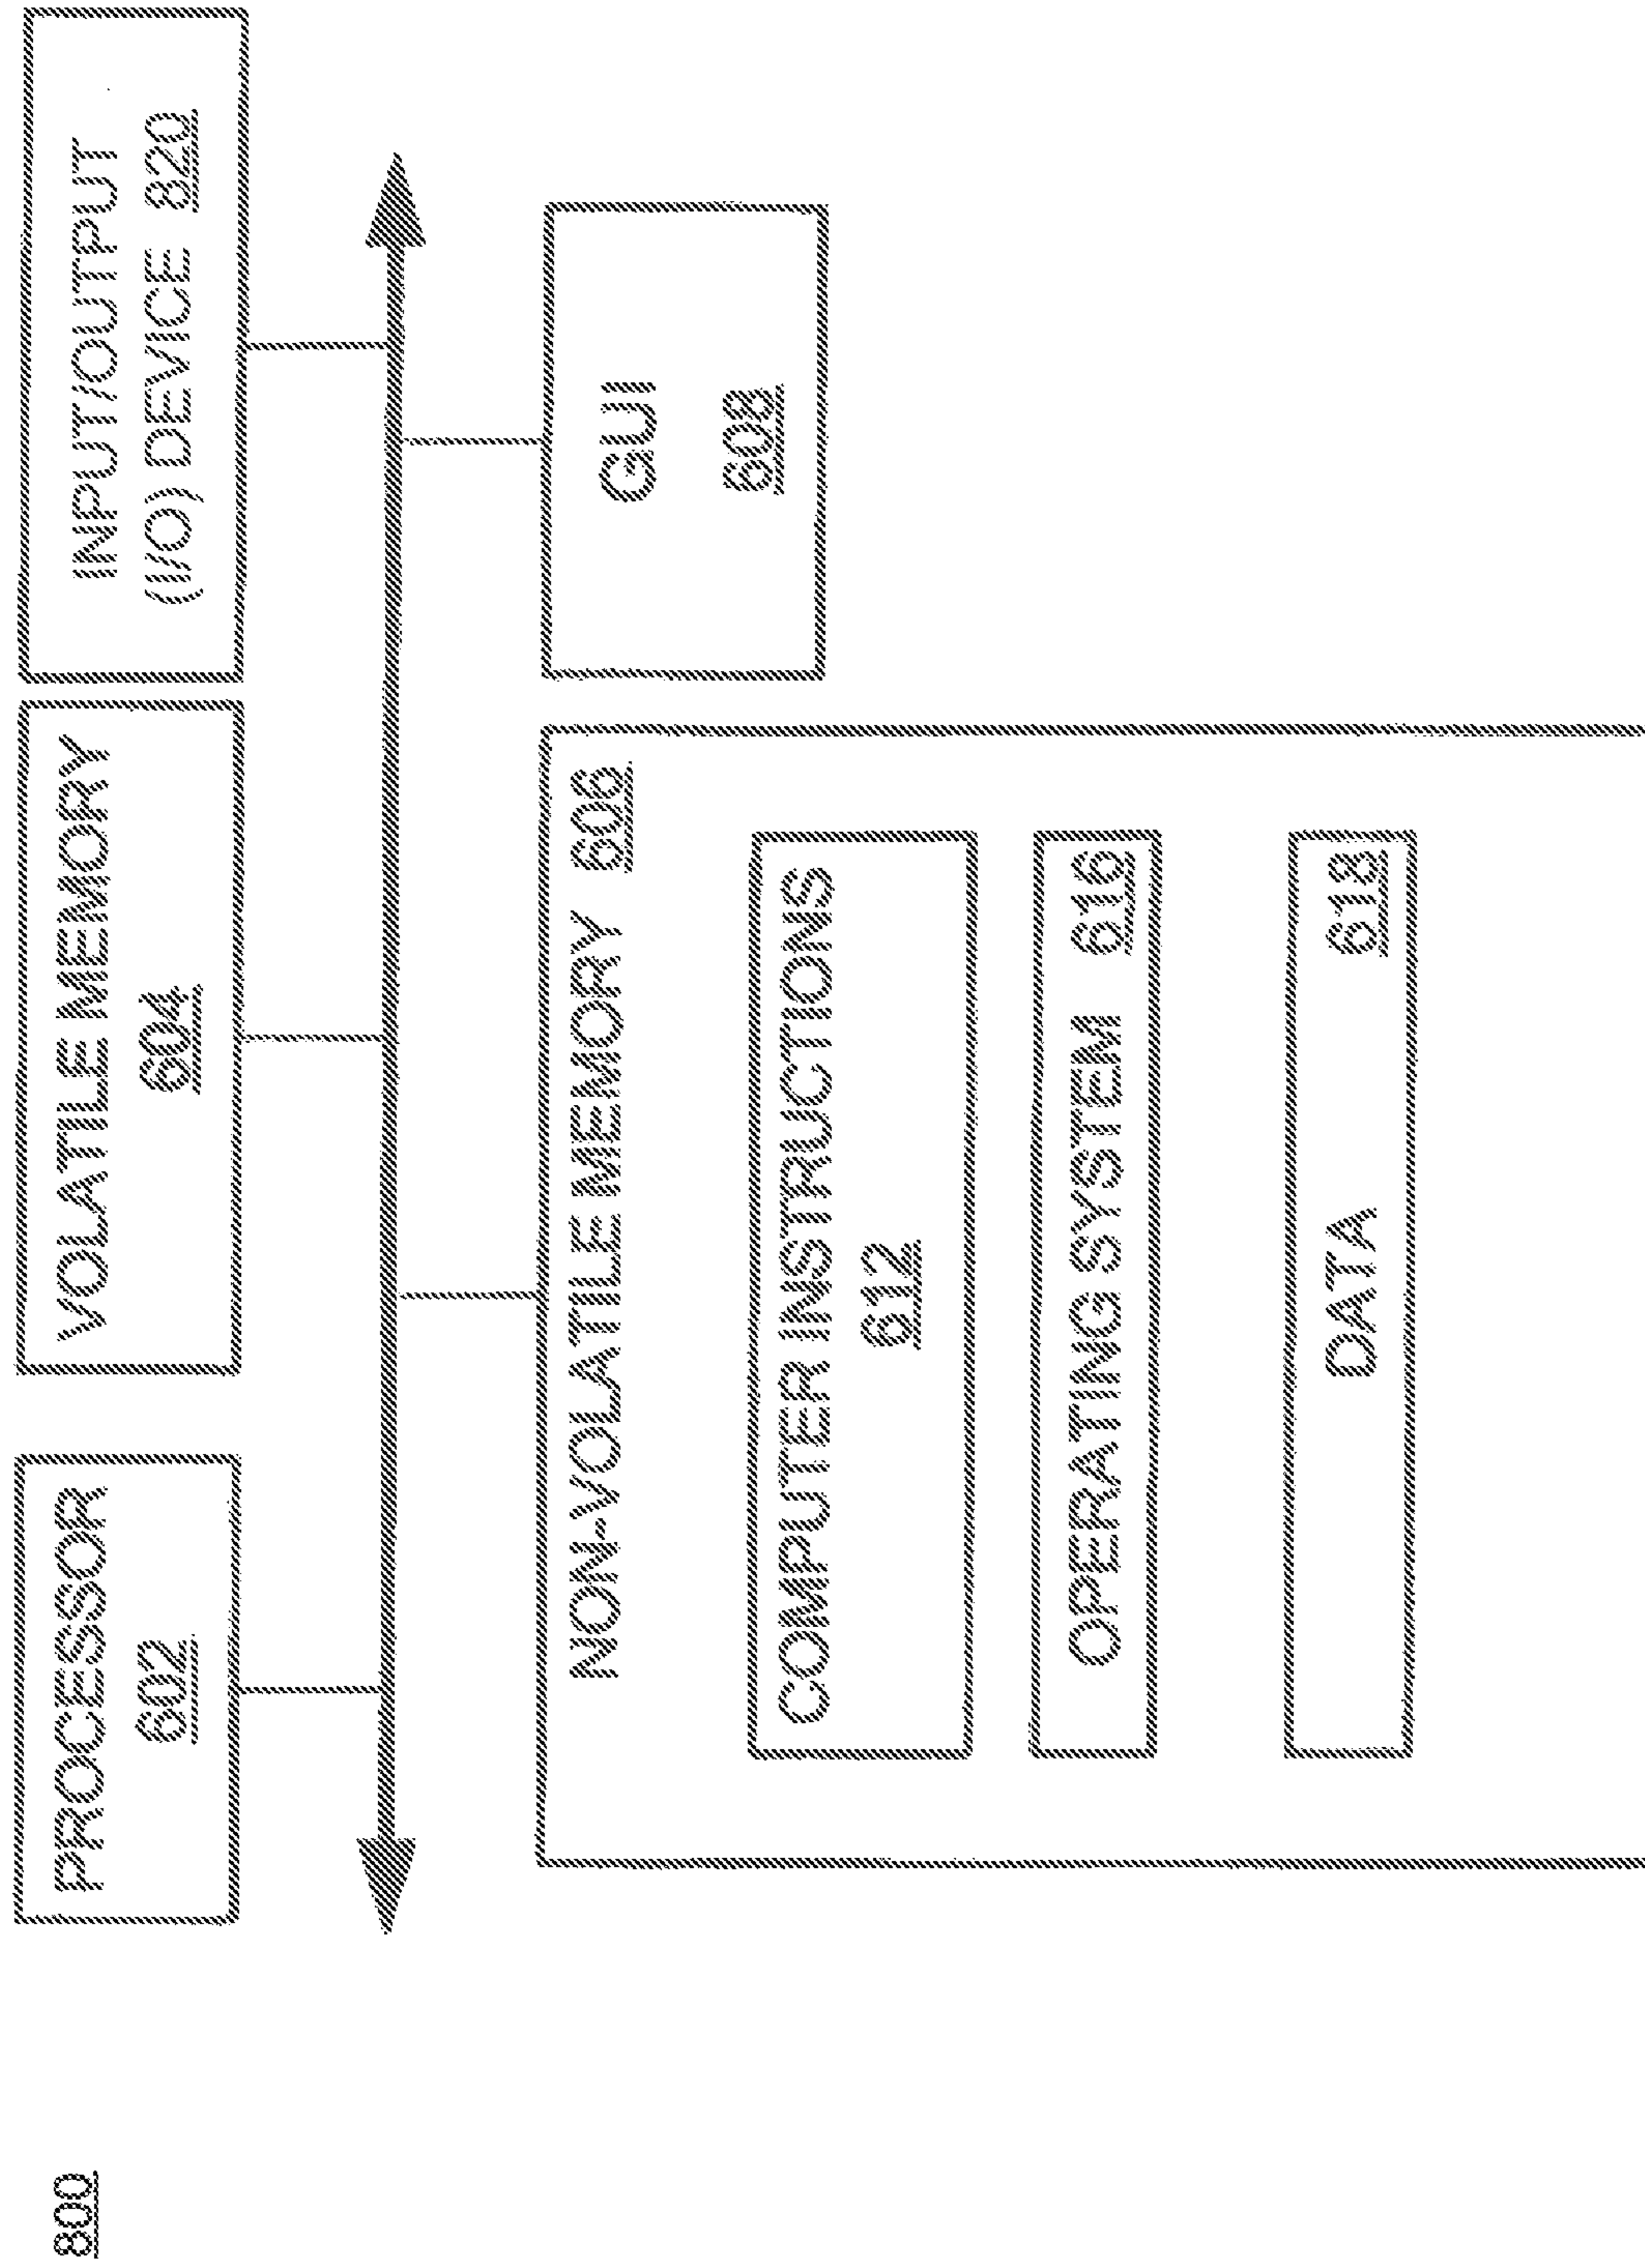 800
PROCESSOR
602
VOLATILE MEMORY
604
INPUT/OUTPUT
(I/O) DEVICE 820
NON-VOLATILE MEMORY 606
COMPUTER INSTRUCTIONS
612
OPERATING SYSTEM 616
DATA 618
GUI
608